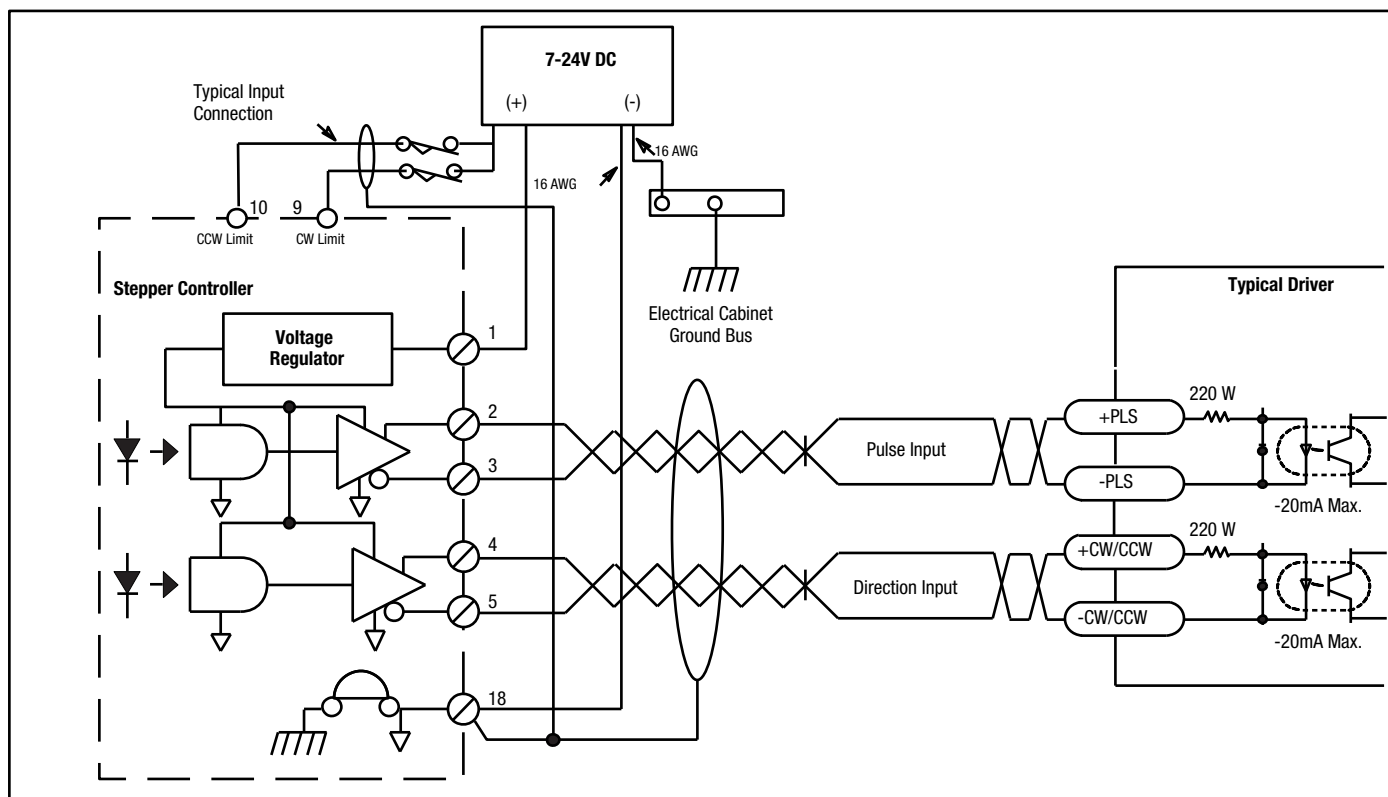 7-24V DC
(+)
(-)
Typical Input
Connection
16 AWG
16 AWG
10
9
CCW Limit
CW Limit
Stepper Controller
Electrical Cabinet
Ground Bus
Typical Driver
Voltage
Regulator
1
2
3
Pulse Input
+PLS
-PLS
220 W
-20mA Max.
4
5
Direction Input
+CW/CCW
-CW/CCW
220 W
-20mA Max.
18